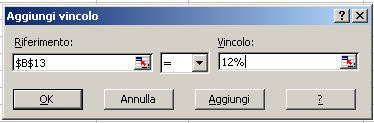 Aggiungi vincolo
Riferimento: Vincolo:
$B$13 = 12%
OK Annulla Aggiungi ?